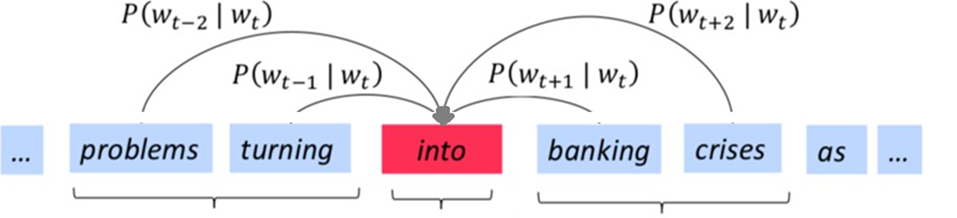 P(w_{t-2} | w_t) P(w_{t+2} | w_t)
P(w_{t-1} | w_t) P(w_{t+1} | w_t)
... problems turning into banking crises as ...